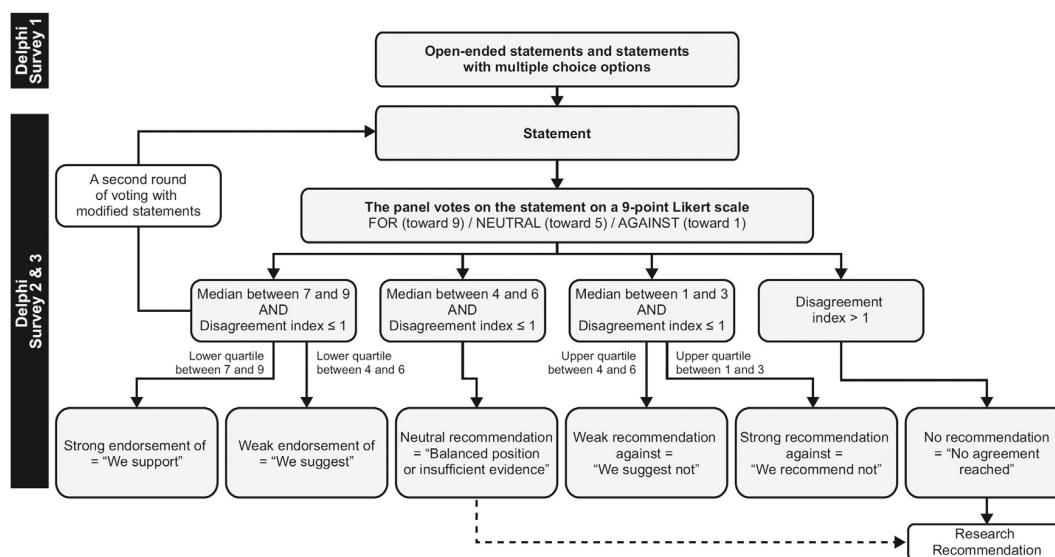 Delphi
Survey 1
Open-ended statements and statements
with multiple choice options
Delphi
Survey 2 & 3
Statement
A second round
of voting with
modified statements
The panel votes on the statement on a 9-point Likert scale
FOR (toward 9) / NEUTRAL (toward 5) / AGAINST (toward 1)
Median between 7 and 9
AND
Disagreement index ≤ 1
Median between 4 and 6
AND
Disagreement index ≤ 1
Median between 1 and 3
AND
Disagreement index ≤ 1
Disagreement
index > 1
Lower quartile
between 7 and 9
Lower quartile
between 4 and 6
Upper quartile
between 4 and 6
Upper quartile
between 1 and 3
Strong endorsement of
= “We support”
Weak endorsement of
= “We suggest”
Neutral recommendation
= “Balanced position
or insufficient evidence”
Weak recommendation
against =
“We suggest not”
Strong recommendation
against =
“We recommend not”
No recommendation
= “No agreement
reached”
Research
Recommendation